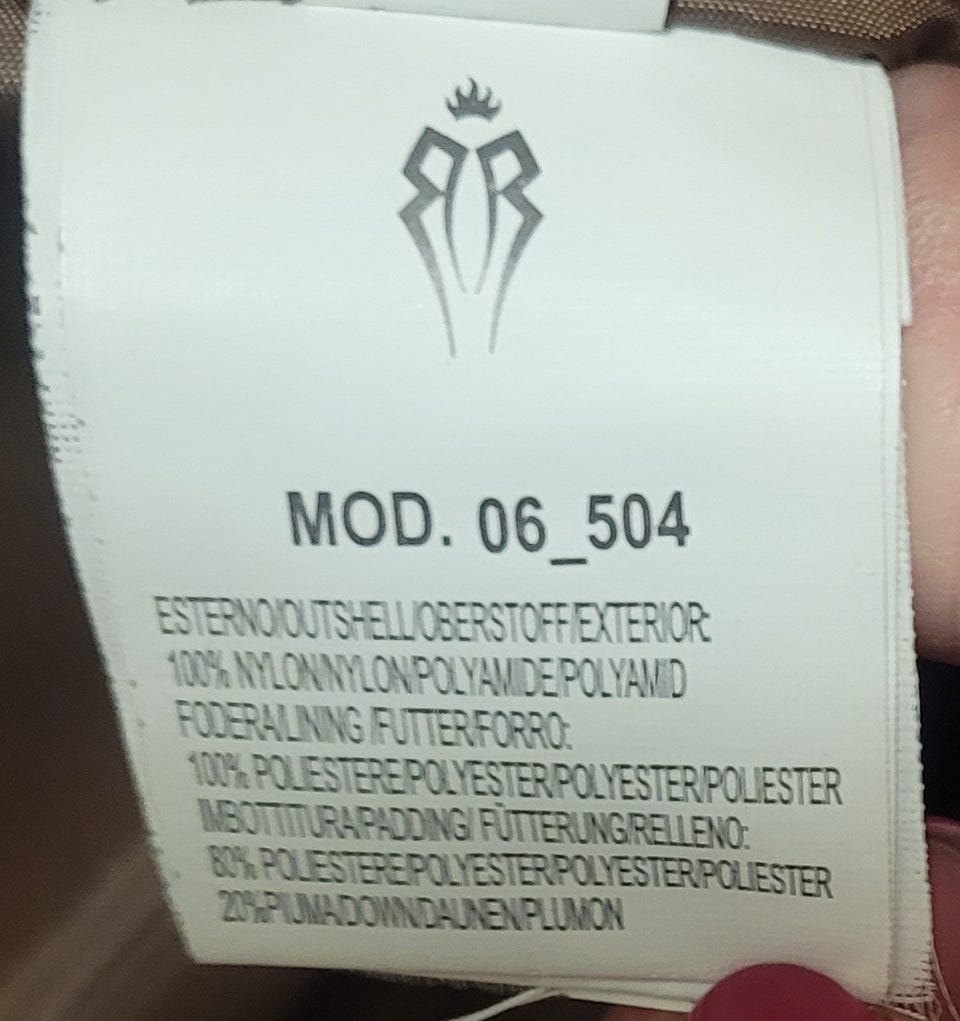 RR
MOD. 06_504
ESTERNO/OUTSHELL/OBERSTOFF/EXTERIOR:
100% NYLON/NYLON/POLYAMIDE/POLYAMID
FODERA/LINING /FUTTER/FORRO:
100% POLIESTERE/POLYESTER/POLYESTER/POLIESTER
IMBOTTITURA/PADDING/ FÜTTERUNG/RELLENO:
80% POLIESTERE/POLYESTER/POLYESTER/POLIESTER
20%PIUMA/DOWN/DAUNEN/PLUMON